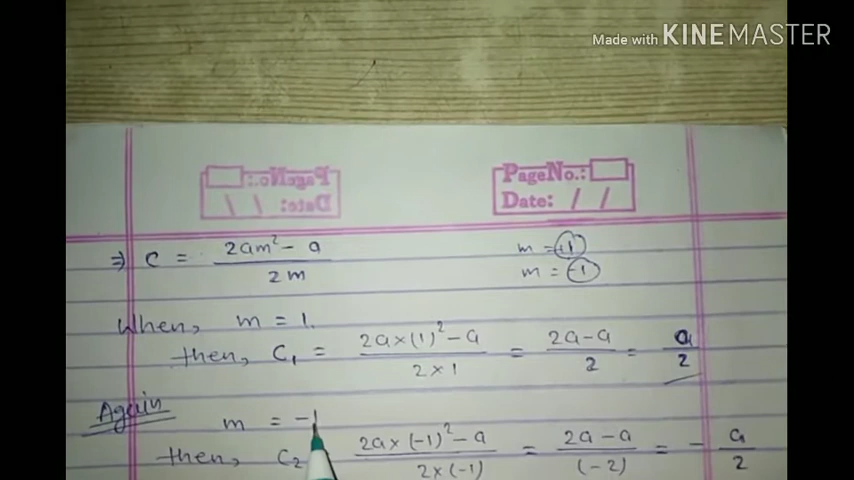 Made with KINEMASTER
PageNo.:
Date: / /
PageNo.:
Date: / /
⇒ c = (2am² - a)/(2m)
m = +1
m = -1
When, m = 1.
then, C₁ = (2a×(1)² - a)/(2×1) = (2a-a)/2 = a/2
Again
m = -1
then, C₂ (2a×(-1)² - a)/(2×(-1)) = (2a-a)/(-2) = - a/2